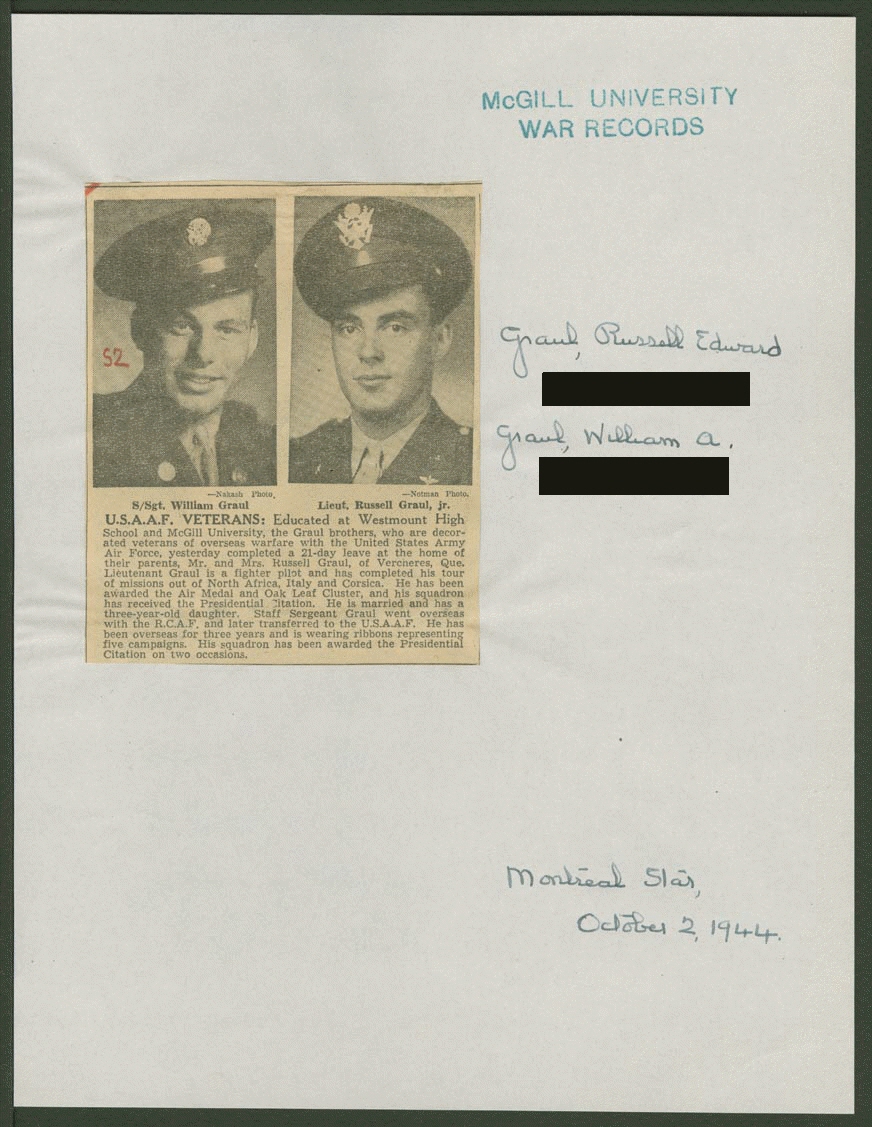 McGILL UNIVERSITY
WAR RECORDS
52
Graul, Russell Edward
Graul, William A.
—Nakash Photo.
—Notman Photo.
S/Sgt. William Graul
Lieut. Russell Graul, jr.
U.S.A.A.F. VETERANS: Educated at Westmount High
School and McGill University, the Graul brothers, who are decor-
ated veterans of overseas warfare with the United States Army
Air Force, yesterday completed a 21-day leave at the home of
their parents, Mr. and Mrs. Russell Graul, of Vercheres, Que.
Lieutenant Graul is a fighter pilot and has completed his tour
of missions out of North Africa, Italy and Corsica. He has been
awarded the Air Medal and Oak Leaf Cluster, and his squadron
has received the Presidential Citation. He is married and has a
three-year-old daughter. Staff Sergeant Graul went overseas
with the R.C.A.F. and later transferred to the U.S.A.A.F. He has
been overseas for three years and is wearing ribbons representing
five campaigns. His squadron has been awarded the Presidential
Citation on two occasions.
Montreal Star,
October 2, 1944.